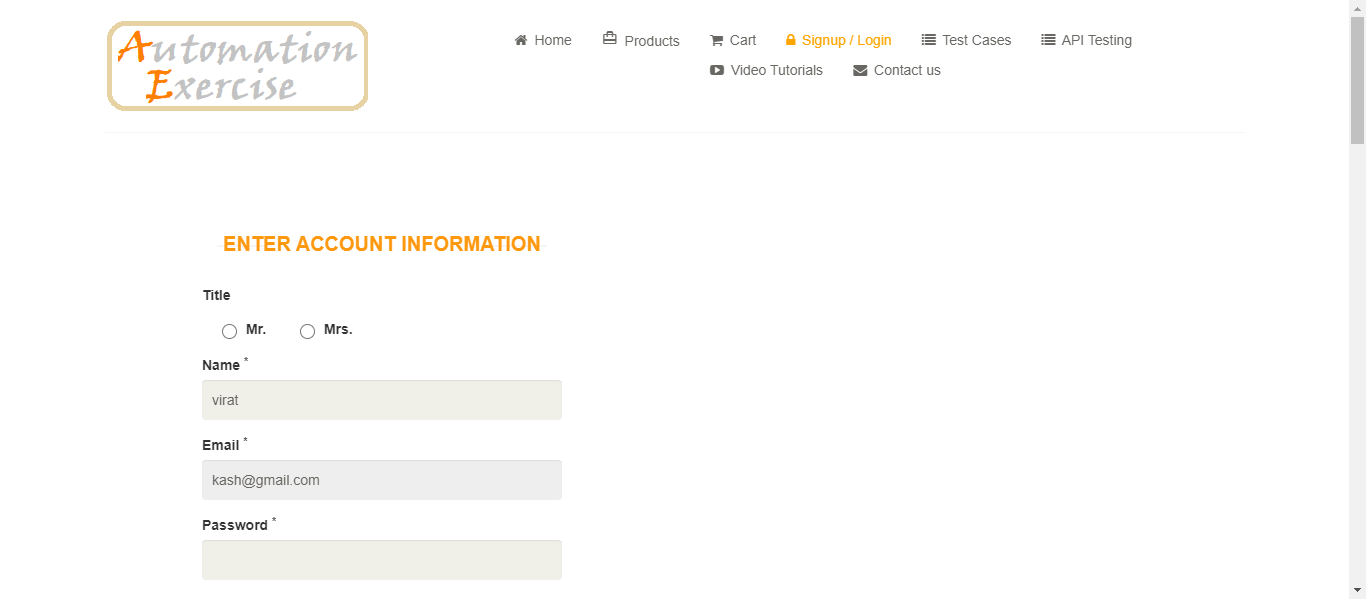 Automation
Exercise
Home
Products
Cart
Signup / Login
Test Cases
API Testing
Video Tutorials
Contact us
ENTER ACCOUNT INFORMATION
Title
Mr.
Mrs.
Name *
virat
Email *
kash@gmail.com
Password *